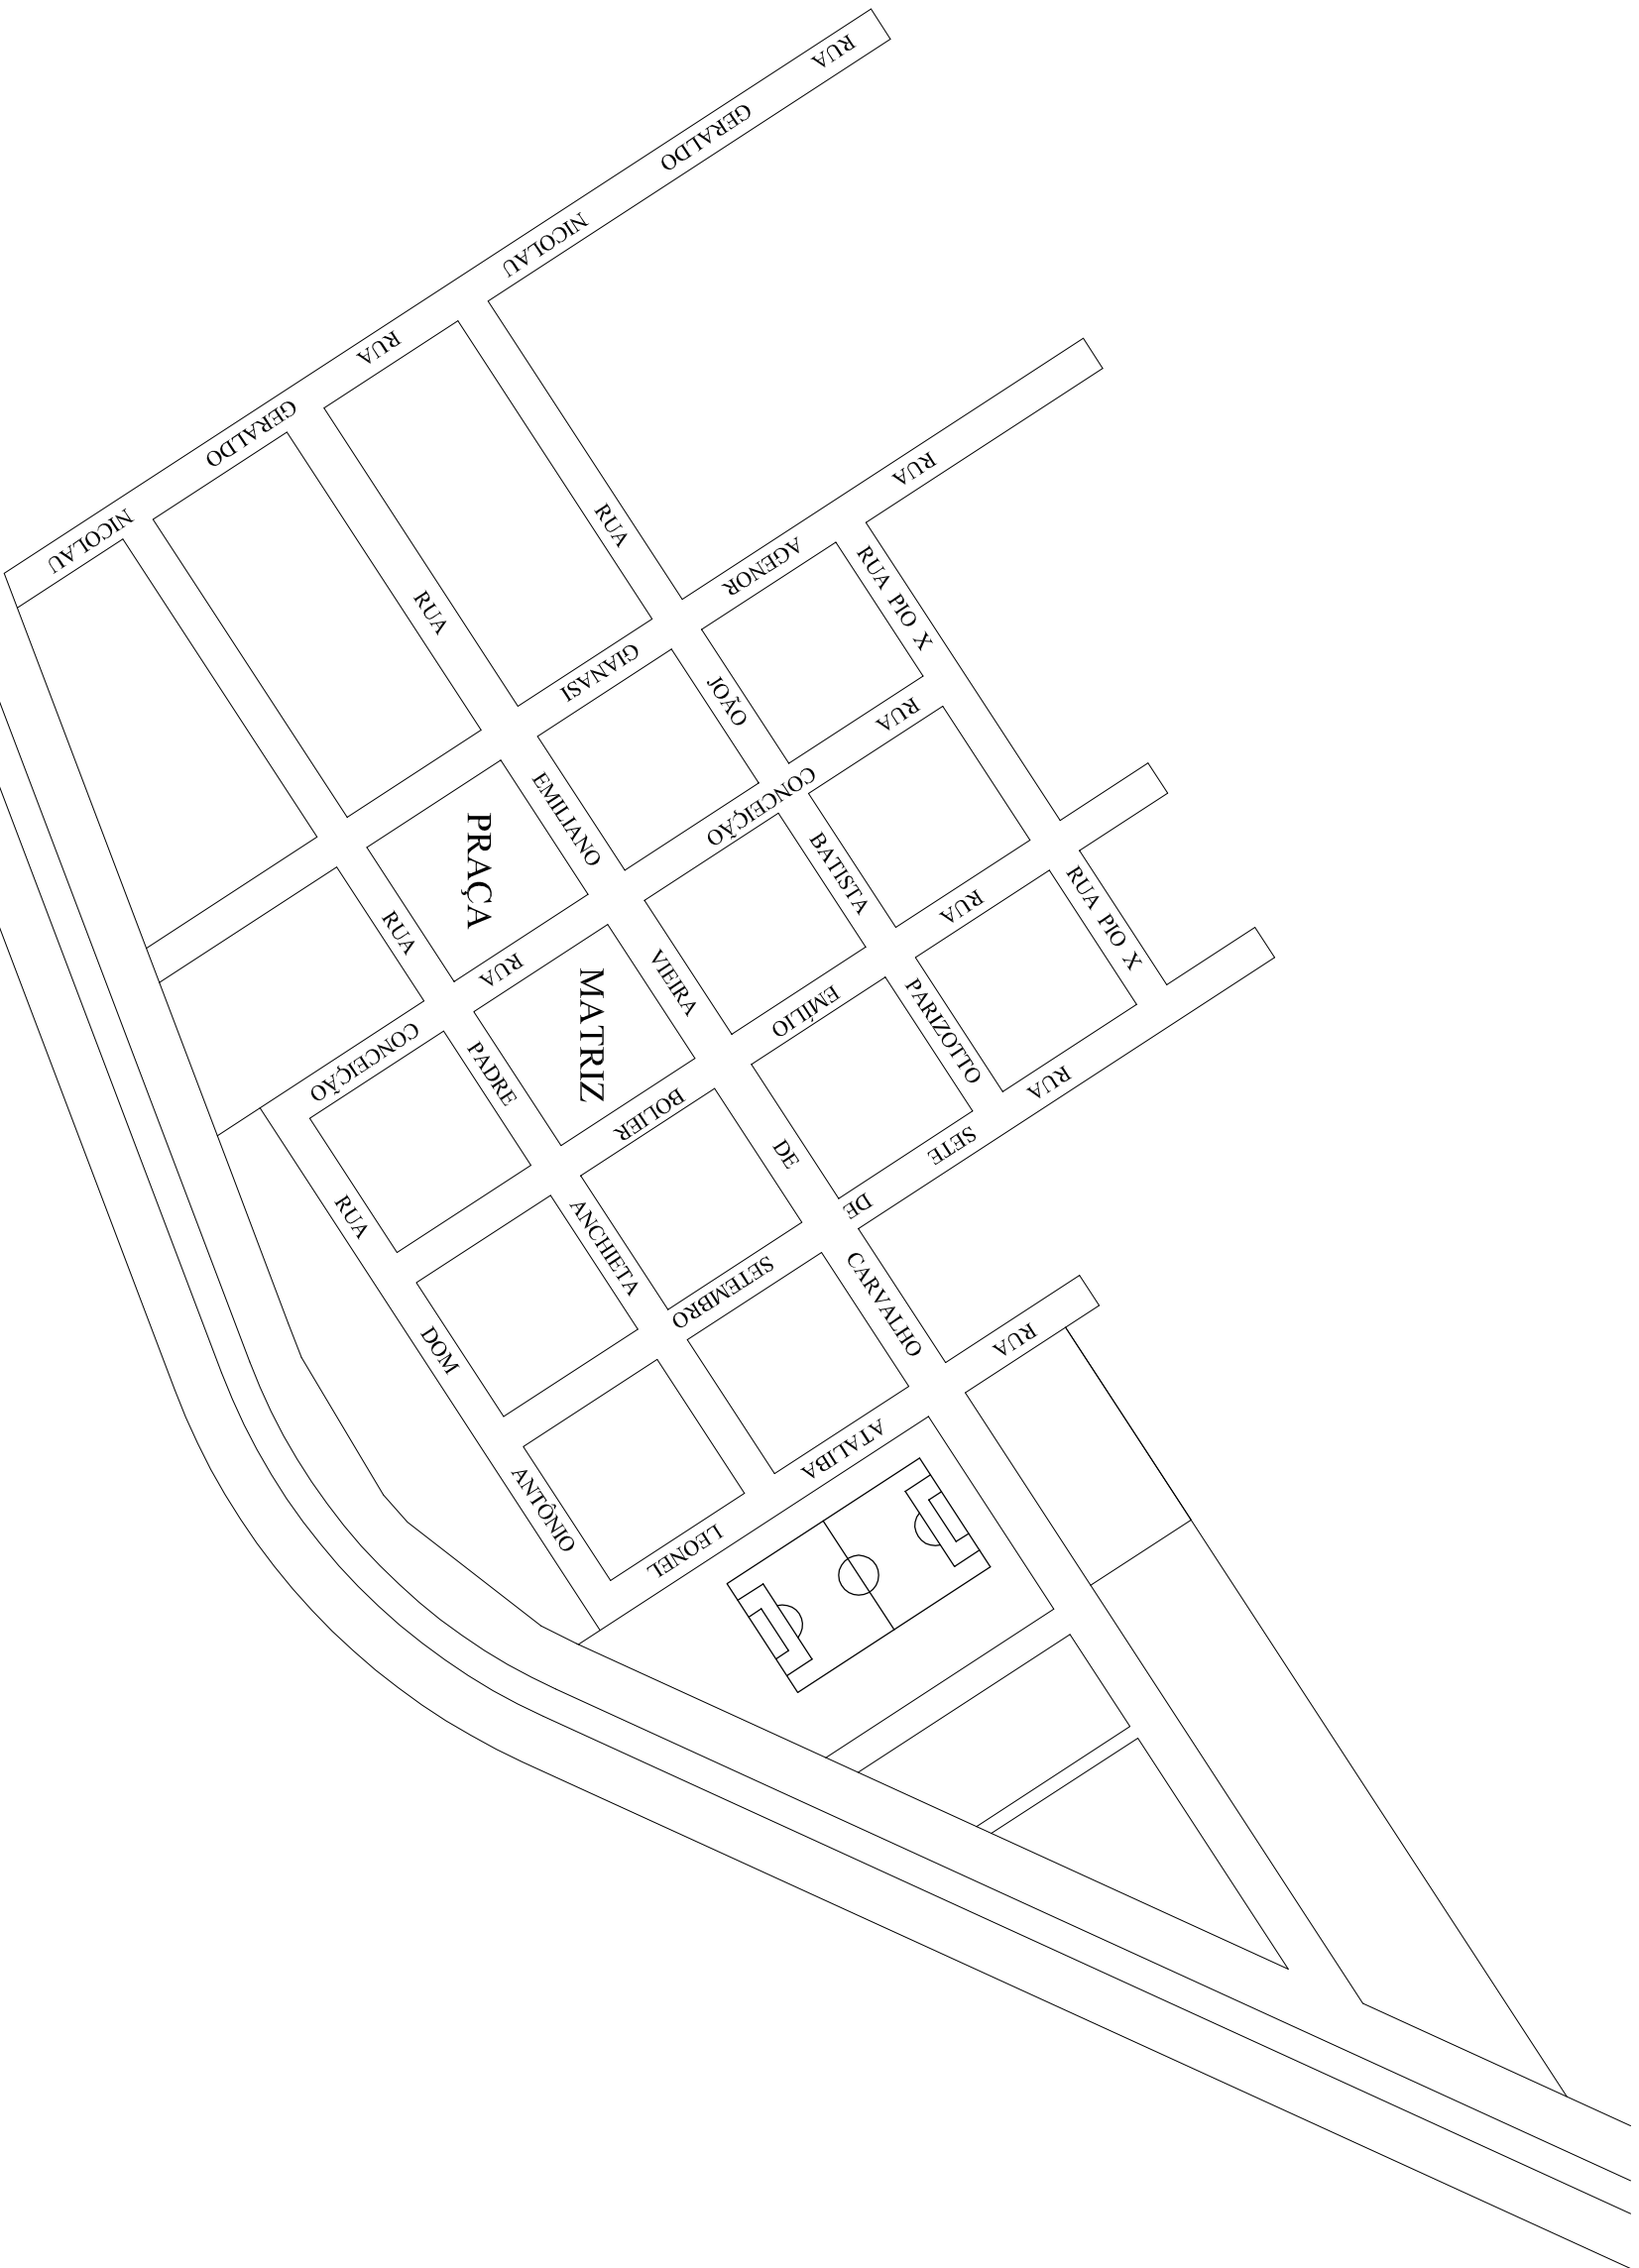 RUA GERALDO NICOLAU
RUA GERALDO NICOLAU
RUA AGENOR GIANASI
RUA CONCEIÇÃO
RUA CONCEIÇÃO
RUA EMÍLIO BOLIER
RUA SETE DE SETEMBRO
RUA ATALIBA LEONEL
RUA PIO X
RUA PIO X
RUA JOÃO BATISTA PARIZOTTO
RUA EMILIANO VIEIRA DE CARVALHO
RUA PADRE ANCHIETA
RUA DOM ANTÔNIO
PRAÇA
MATRIZ